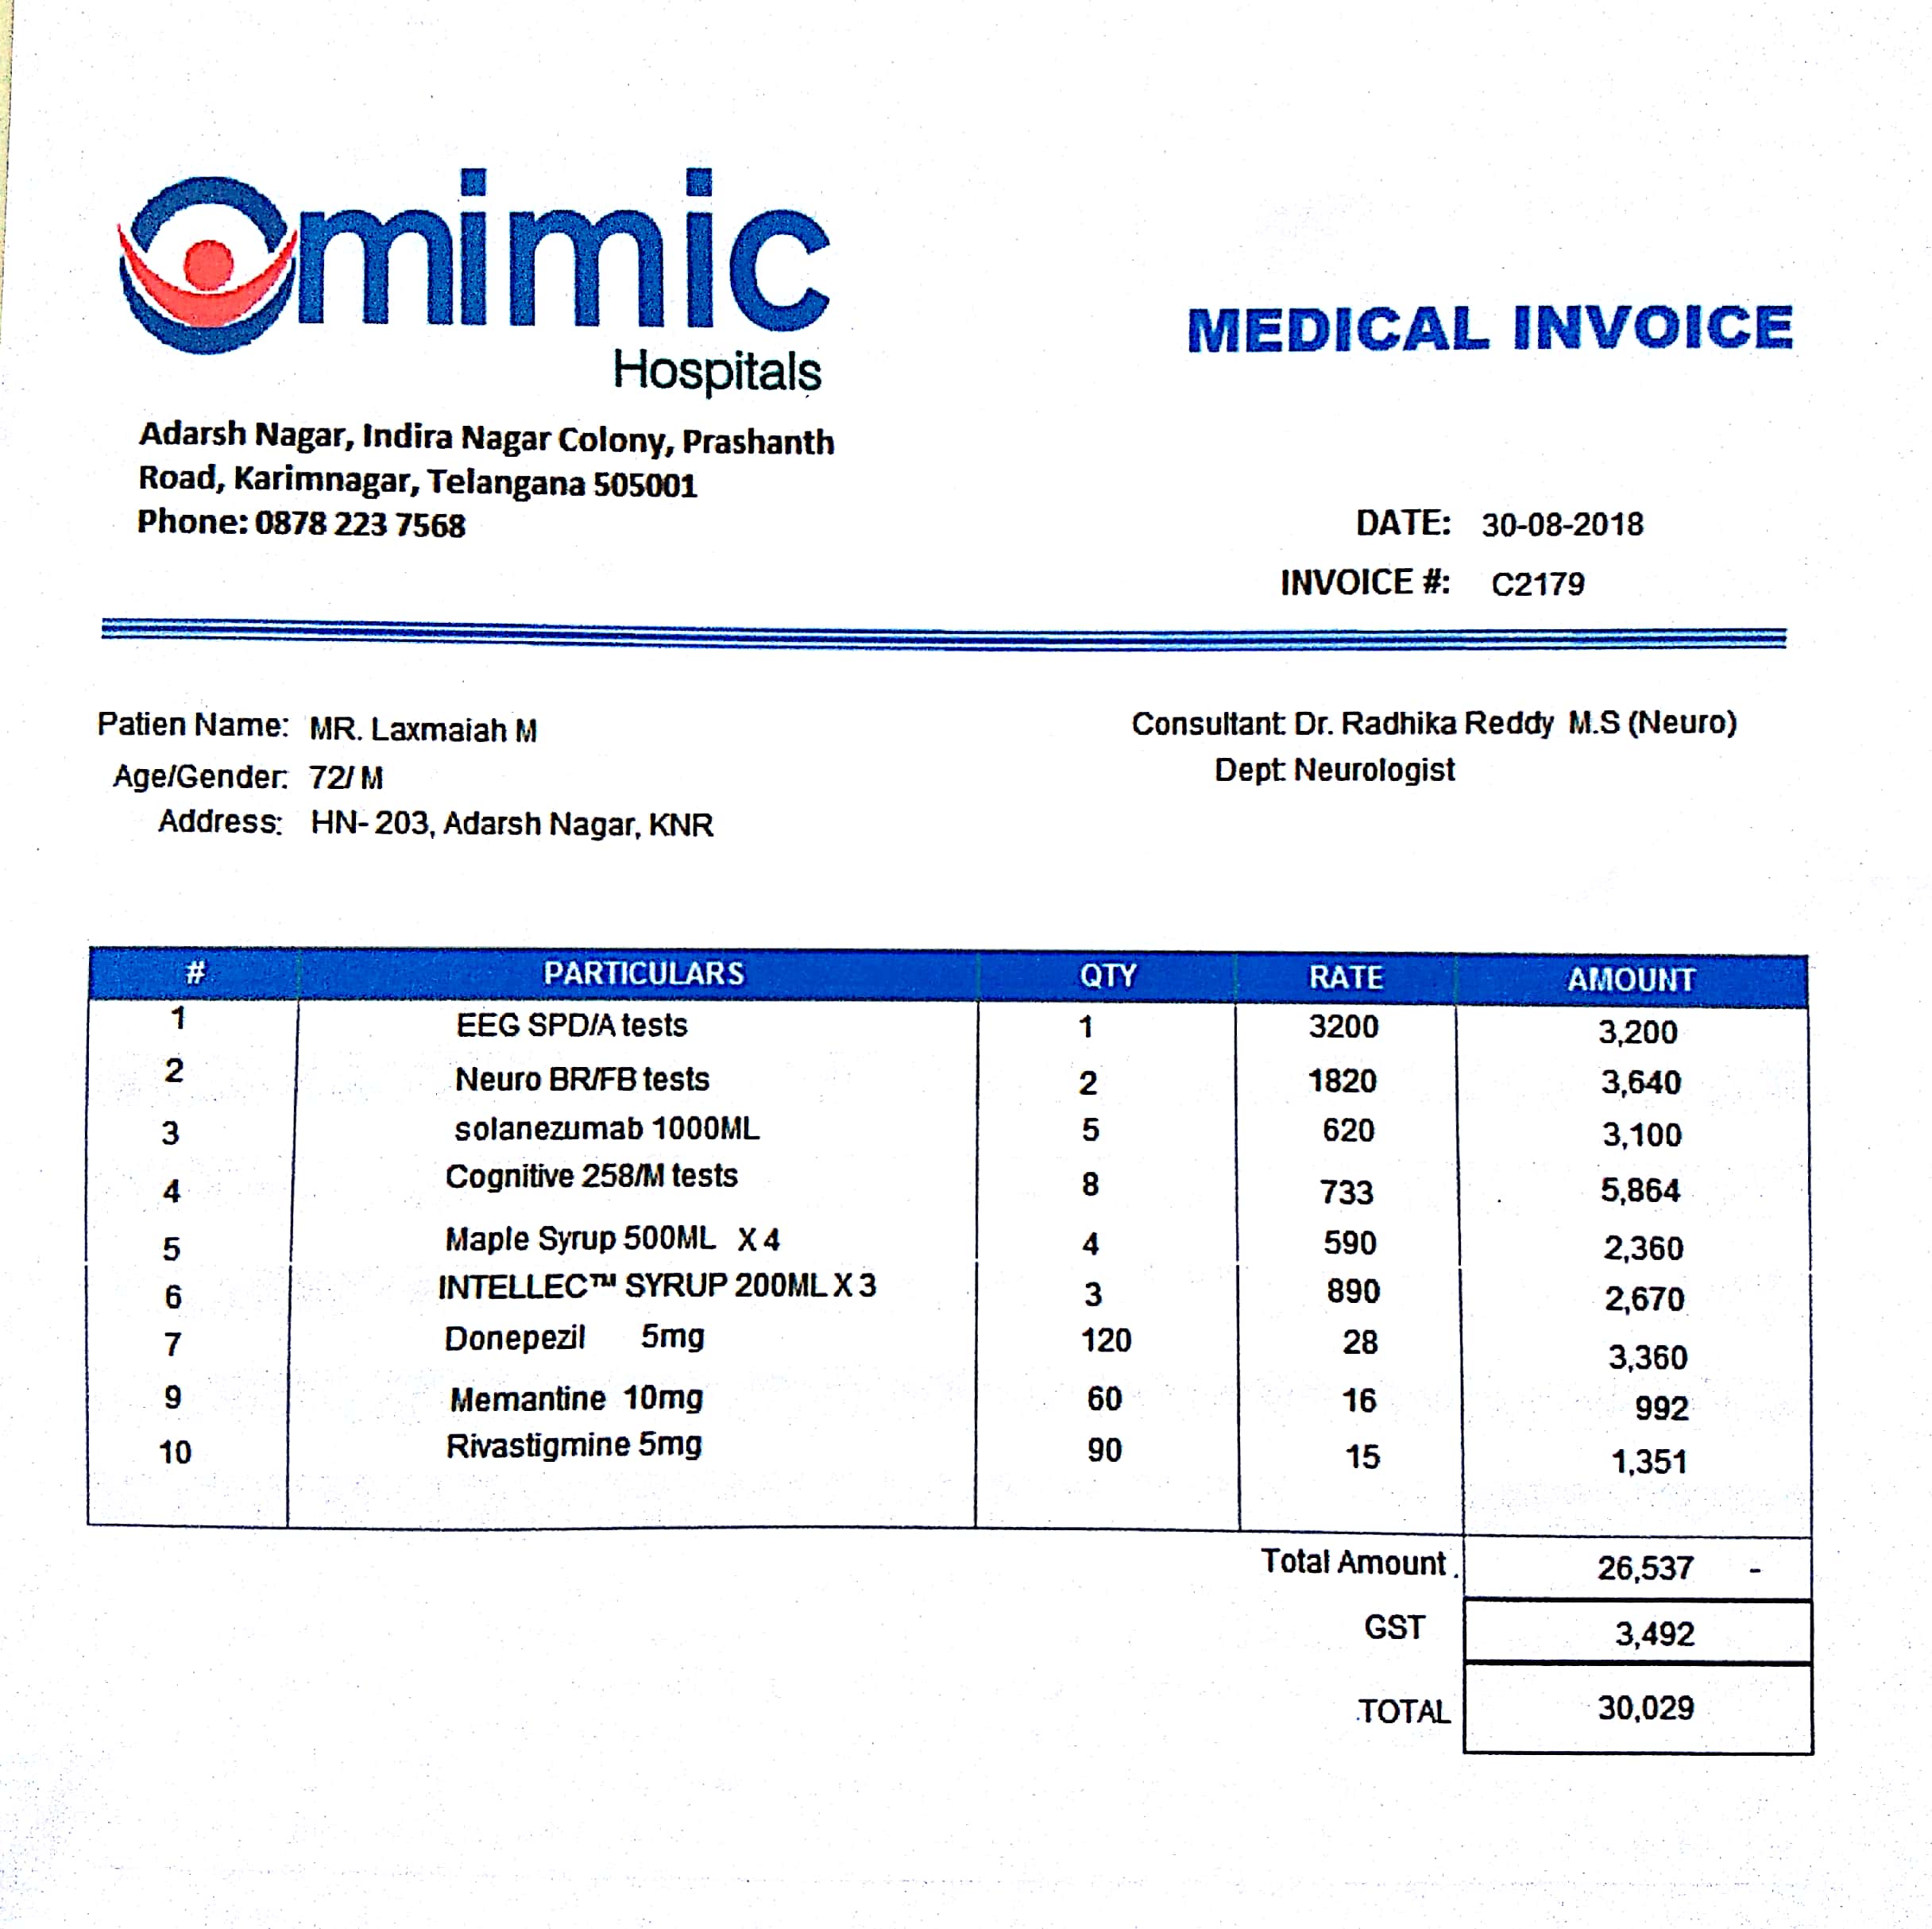 Omimic
Hospitals
MEDICAL INVOICE
Adarsh Nagar, Indira Nagar Colony, Prashanth
Road, Karimnagar, Telangana 505001
Phone: 0878 223 7568
DATE: 30-08-2018
INVOICE #: C2179
Patien Name: MR. Laxmaiah M
Age/Gender: 72/ M
Address: HN- 203, Adarsh Nagar, KNR
Consultant: Dr. Radhika Reddy M.S (Neuro)
Dept: Neurologist
# PARTICULARS QTY RATE AMOUNT
1 EEG SPD/A tests 1 3200 3,200
2 Neuro BR/FB tests 2 1820 3,640
3 solanezumab 1000ML 5 620 3,100
4 Cognitive 258/M tests 8 733 5,864
5 Maple Syrup 500ML X 4 4 590 2,360
6 INTELLEC™ SYRUP 200ML X 3 3 890 2,670
7 Donepezil 5mg 120 28 3,360
9 Memantine 10mg 60 16 992
10 Rivastigmine 5mg 90 15 1,351
Total Amount 26,537 -
GST 3,492
TOTAL 30,029